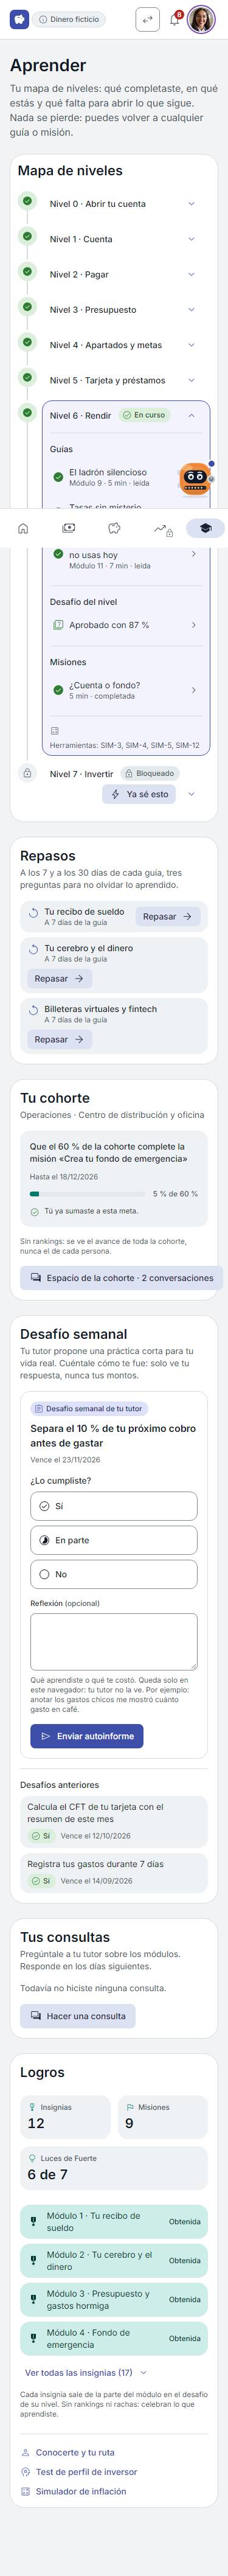 Dinero ficticio
8
Aprender
Tu mapa de niveles: qué completaste, en qué
estás y qué falta para abrir lo que sigue.
Nada se pierde: puedes volver a cualquier
guía o misión.
Mapa de niveles
Nivel 0 · Abrir tu cuenta
Nivel 1 · Cuenta
Nivel 2 · Pagar
Nivel 3 · Presupuesto
Nivel 4 · Apartados y metas
Nivel 5 · Tarjeta y préstamos
Nivel 6 · Rendir
En curso
Guías
El ladrón silencioso
Módulo 9 · 5 min · leída
Tasas sin misterio
no usas hoy
Módulo 11 · 7 min · leída
Desafío del nivel
Aprobado con 87 %
Misiones
¿Cuenta o fondo?
5 min · completada
Herramientas: SIM-3, SIM-4, SIM-5, SIM-12
Nivel 7 · Invertir
Bloqueado
Ya sé esto
Repasos
A los 7 y a los 30 días de cada guía, tres
preguntas para no olvidar lo aprendido.
Tu recibo de sueldo
A 7 días de la guía
Repasar
Tu cerebro y el dinero
A 7 días de la guía
Repasar
Billeteras virtuales y fintech
A 7 días de la guía
Repasar
Tu cohorte
Operaciones · Centro de distribución y oficina
Que el 60 % de la cohorte complete la
misión «Crea tu fondo de emergencia»
Hasta el 18/12/2026
5 % de 60 %
Tú ya sumaste a esta meta.
Sin rankings: se ve el avance de toda la cohorte,
nunca el de cada persona.
Espacio de la cohorte · 2 conversaciones
Desafío semanal
Tu tutor propone una práctica corta para tu
vida real. Cuéntale cómo te fue: solo ve tu
respuesta, nunca tus montos.
Desafío semanal de tu tutor
Separa el 10 % de tu próximo cobro
antes de gastar
Vence el 23/11/2026
¿Lo cumpliste?
Sí
En parte
No
Reflexión (opcional)
Qué aprendiste o qué te costó. Queda solo en
este navegador: tu tutor no la ve. Por ejemplo:
anotar los gastos chicos me mostró cuánto
gasto en café.
Enviar autoinforme
Desafíos anteriores
Calcula el CFT de tu tarjeta con el
resumen de este mes
Sí
Vence el 12/10/2026
Registra tus gastos durante 7 días
Sí
Vence el 14/09/2026
Tus consultas
Pregúntale a tu tutor sobre los módulos.
Responde en los días siguientes.
Todavía no hiciste ninguna consulta.
Hacer una consulta
Logros
Insignias
12
Misiones
9
Luces de Fuerte
6 de 7
Módulo 1 · Tu recibo de
sueldo
Obtenida
Módulo 2 · Tu cerebro y el
dinero
Obtenida
Módulo 3 · Presupuesto y
gastos hormiga
Obtenida
Módulo 4 · Fondo de
emergencia
Obtenida
Ver todas las insignias (17)
Cada insignia sale de la parte del módulo en el desafío
de su nivel. Sin rankings ni rachas: celebran lo que
aprendiste.
Conocerte y tu ruta
Test de perfil de inversor
Simulador de inflación